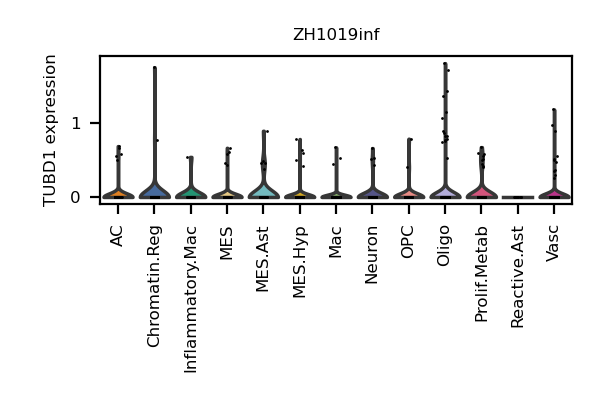 ZH1019inf
TUBD1 expression
1
0
AC
Chromatin.Reg
Inflammatory.Mac
MES
MES.Ast
MES.Hyp
Mac
Neuron
OPC
Oligo
Prolif.Metab
Reactive.Ast
Vasc